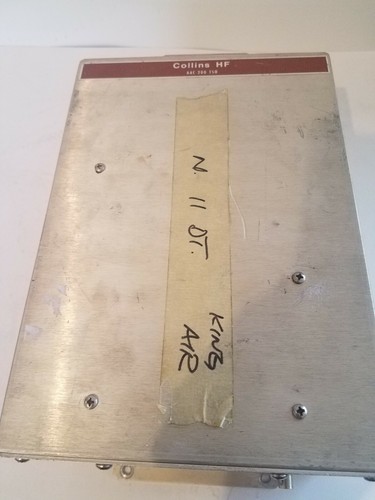 Collins HF
N. 11 DT.
KING
AIR